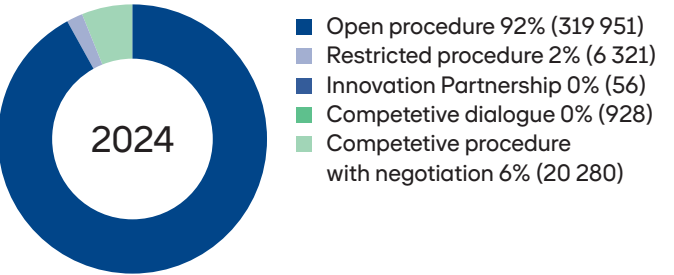 2024
Open procedure 92% (319 951)
Restricted procedure 2% (6 321)
Innovation Partnership 0% (56)
Competetive dialogue 0% (928)
Competetive procedure
with negotiation 6% (20 280)